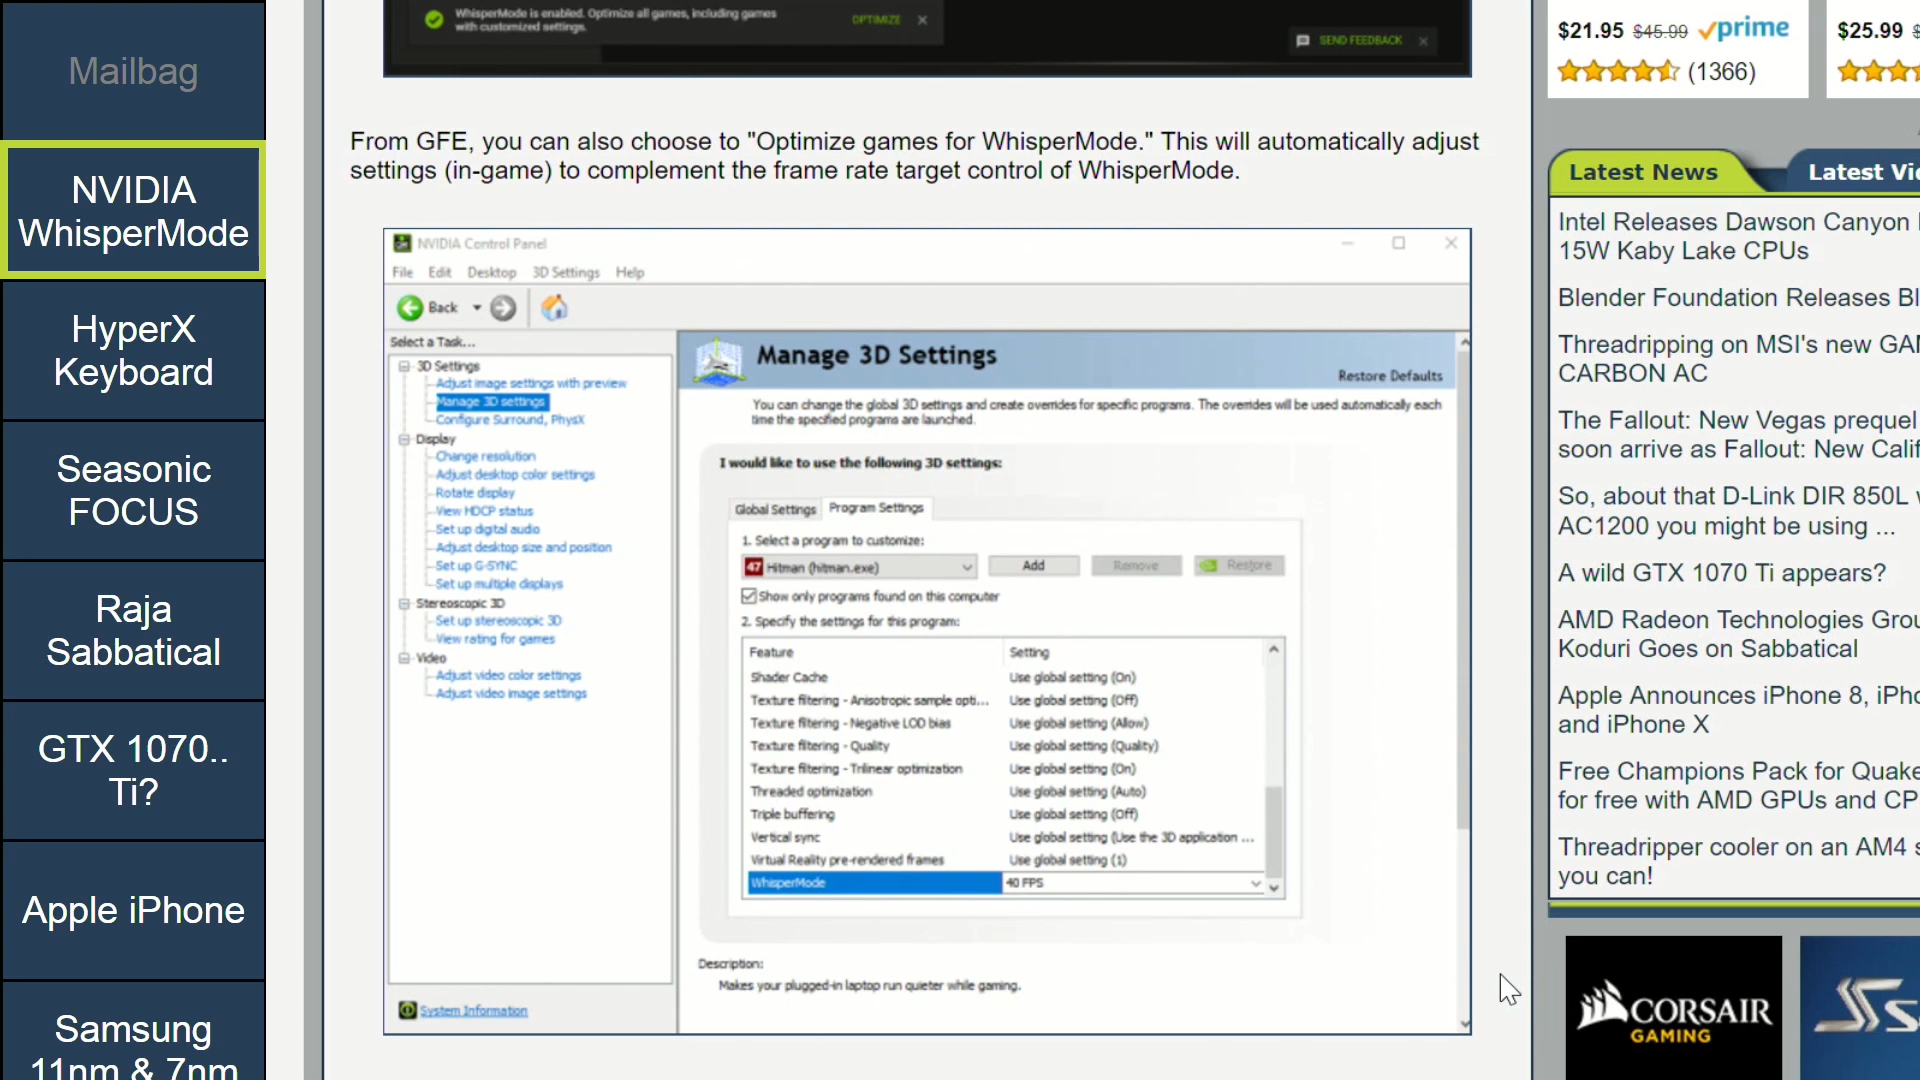 Mailbag
NVIDIA
WhisperMode
HyperX
Keyboard
Seasonic
FOCUS
Raja
Sabbatical
GTX 1070..
Ti?
Apple iPhone
Samsung
11nm & 7nm
WhisperMode is enabled. Optimize all games, including games
with customized settings.
OPTIMIZE
SEND FEEDBACK
From GFE, you can also choose to "Optimize games for WhisperMode." This will automatically adjust
settings (in-game) to complement the frame rate target control of WhisperMode.
NVIDIA Control Panel
File Edit Desktop 3D Settings Help
Back
Select a Task...
3D Settings
Adjust image settings with preview
Manage 3D settings
Configure Surround, PhysX
Display
Change resolution
Adjust desktop color settings
Rotate display
View HDCP status
Set up digital audio
Adjust desktop size and position
Set up G-SYNC
Set up multiple displays
Stereoscopic 3D
Set up stereoscopic 3D
View rating for games
Video
Adjust video color settings
Adjust video image settings
System Information
Manage 3D Settings
Restore Defaults
You can change the global 3D settings and create overrides for specific programs. The overrides will be used automatically each
time the specified programs are launched.
I would like to use the following 3D settings:
Global Settings Program Settings
1. Select a program to customize:
47 Hitman (hitman.exe) Add Remove Restore
Show only programs found on this computer
2. Specify the settings for this program:
Feature Setting
Shader Cache Use global setting (On)
Texture filtering - Anisotropic sample opti... Use global setting (Off)
Texture filtering - Negative LOD bias Use global setting (Allow)
Texture filtering - Quality Use global setting (Quality)
Texture filtering - Trilinear optimization Use global setting (On)
Threaded optimization Use global setting (Auto)
Triple buffering Use global setting (Off)
Vertical sync Use global setting (Use the 3D application ...
Virtual Reality pre-rendered frames Use global setting (1)
WhisperMode 40 FPS
Description:
Makes your plugged-in laptop run quieter while gaming.
$21.95 $45.99 prime
(1366)
$25.99
Latest News
Latest Vi
Intel Releases Dawson Canyon
15W Kaby Lake CPUs
Blender Foundation Releases Bl
Threadripping on MSI's new GA
CARBON AC
The Fallout: New Vegas prequel
soon arrive as Fallout: New Calif
So, about that D-Link DIR 850L
AC1200 you might be using ...
A wild GTX 1070 Ti appears?
AMD Radeon Technologies Grou
Koduri Goes on Sabbatical
Apple Announces iPhone 8, iPho
and iPhone X
Free Champions Pack for Quake
for free with AMD GPUs and CP
Threadripper cooler on an AM4 s
you can!
CORSAIR
GAMING